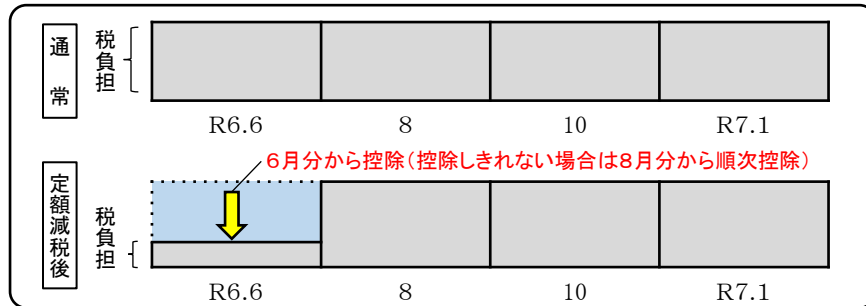 通常
税負担
R6.6 8 10 R7.1
6月分から控除(控除しきれない場合は8月分から順次控除)
定額減税後
税負担
R6.6 8 10 R7.1